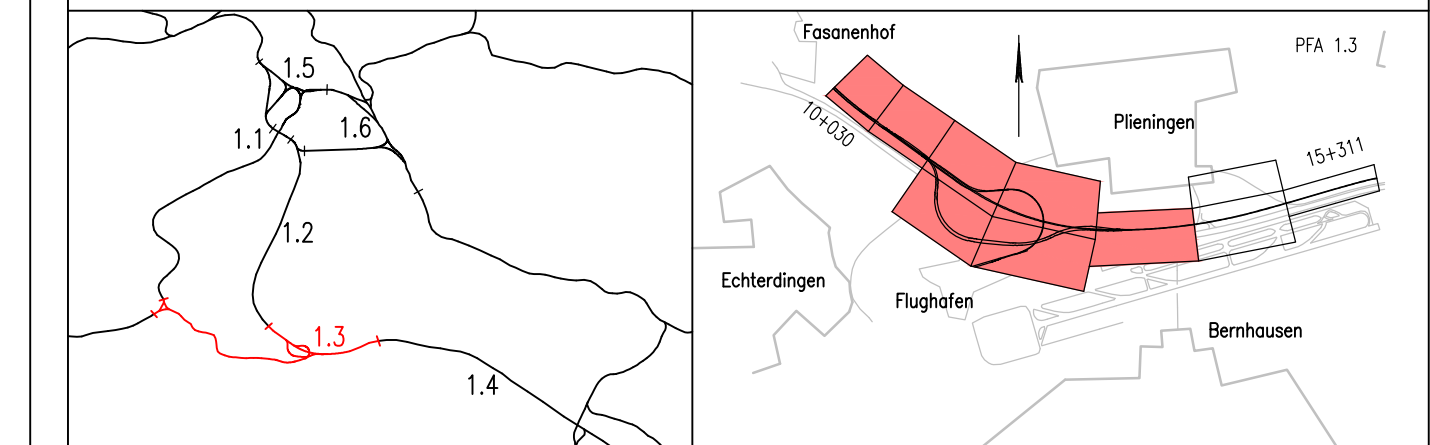 1.5
1.1
1.6
1.2
1.3
1.4
Fasanenhof
PFA 1.3
10+030
Plieningen
15+311
Echterdingen
Flughafen
Bernhausen